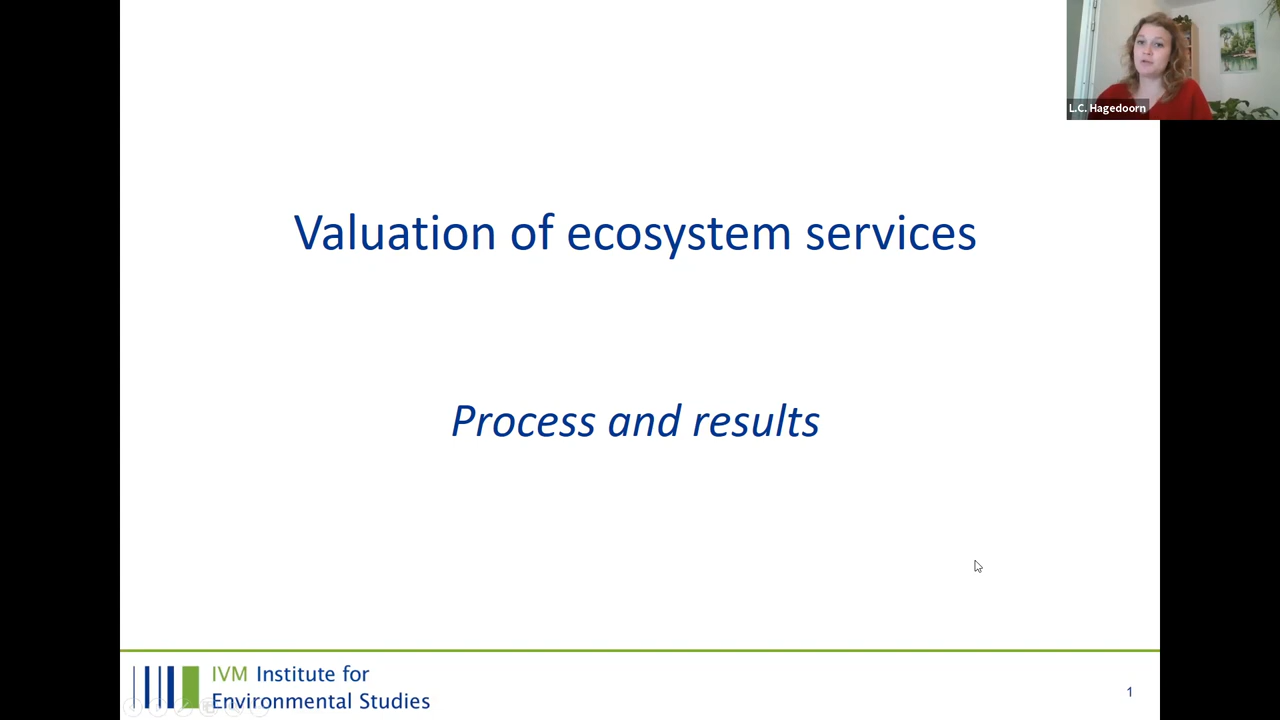 L.C. Hagedoorn
Valuation of ecosystem services
Process and results
IVM Institute for
Environmental Studies
1